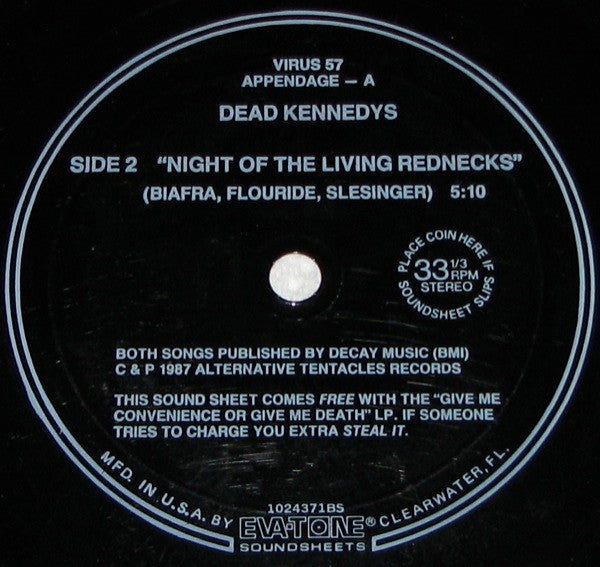 VIRUS 57
APPENDAGE — A
DEAD KENNEDYS
SIDE 2 "NIGHT OF THE LIVING REDNECKS"
(BIAFRA, FLOURIDE, SLESINGER) 5:10
PLACE COIN HERE IF
SOUNDSHEET SLIPS
33 1/3
RPM
STEREO
BOTH SONGS PUBLISHED BY DECAY MUSIC (BMI)
C & P 1987 ALTERNATIVE TENTACLES RECORDS
THIS SOUND SHEET COMES FREE WITH THE "GIVE ME
CONVENIENCE OR GIVE ME DEATH" LP. IF SOMEONE
TRIES TO CHARGE YOU EXTRA STEAL IT.
1024371BS
MFD. IN U.S.A. BY EVA-TONE® CLEARWATER, FL.
SOUNDSHEETS